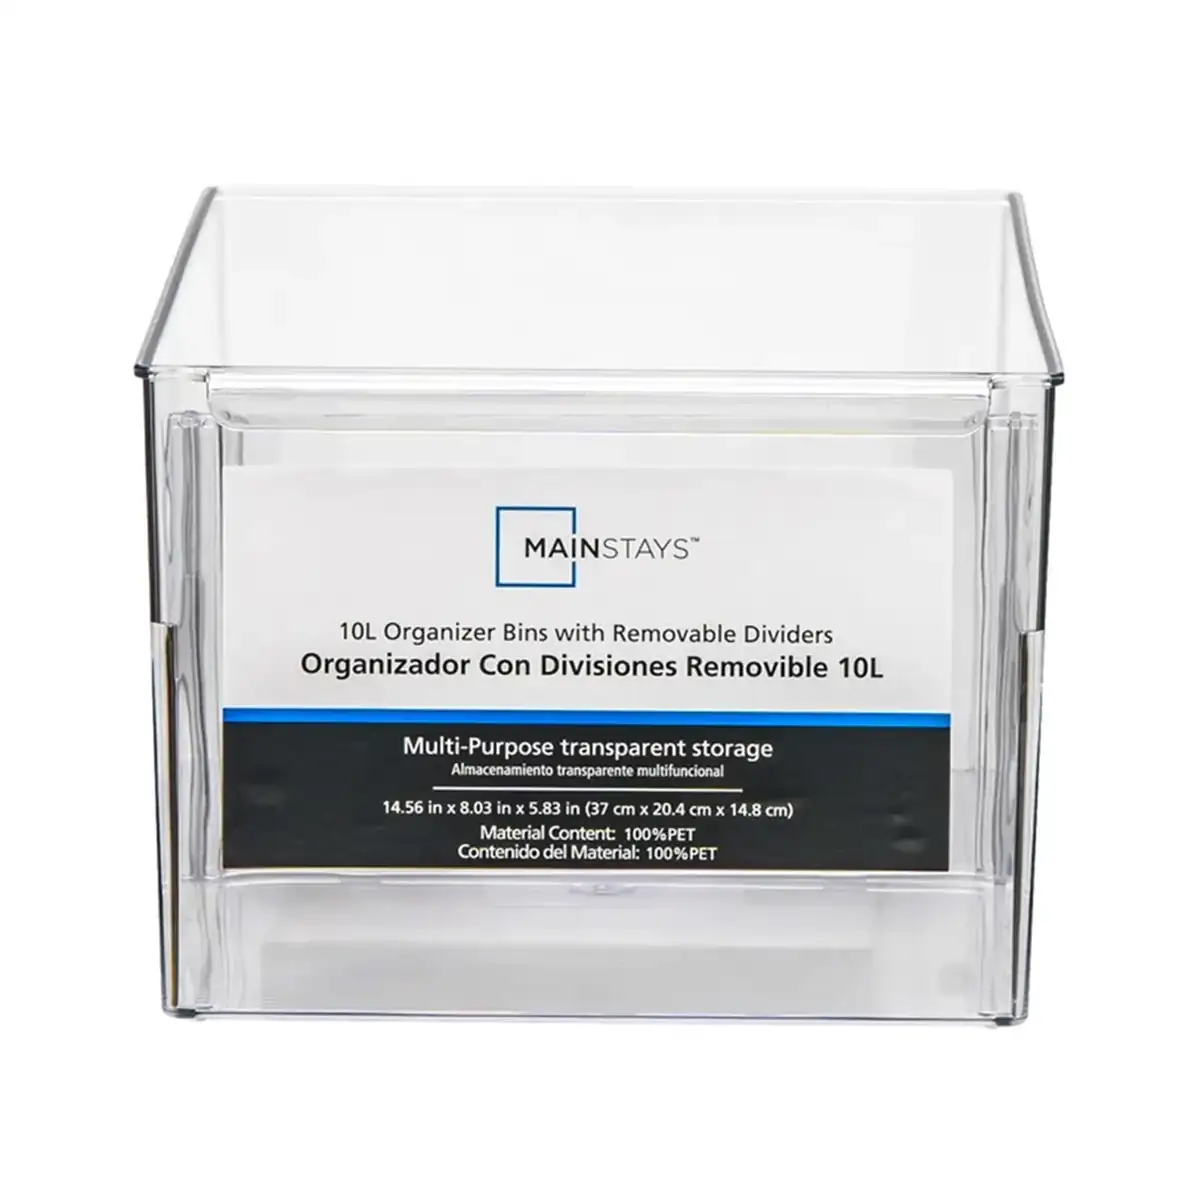 MAINSTAYS™
10L Organizer Bins with Removable Dividers
Organizador Con Divisiones Removible 10L
Multi-Purpose transparent storage
Almacenamiento transparente multifuncional
14.56 in x 8.03 in x 5.83 in (37 cm x 20.4 cm x 14.8 cm)
Material Content: 100%PET
Contenido del Material: 100%PET